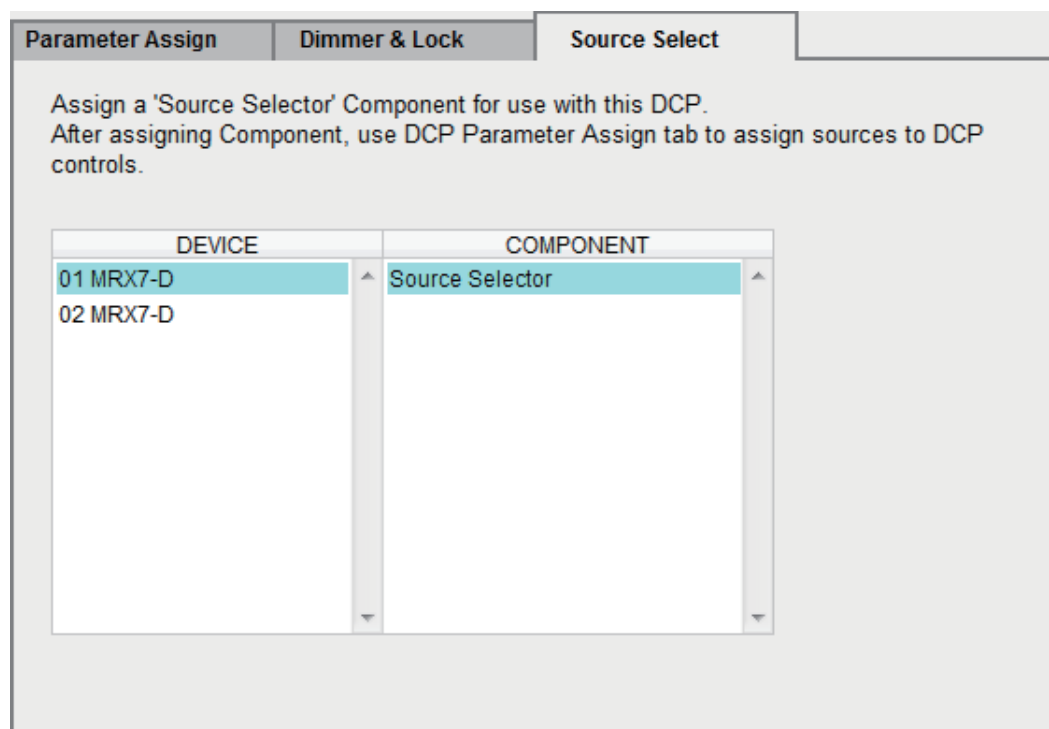 Parameter Assign Dimmer & Lock Source Select
Assign a 'Source Selector' Component for use with this DCP.
After assigning Component, use DCP Parameter Assign tab to assign sources to DCP
controls.
DEVICE COMPONENT
01 MRX7-D Source Selector
02 MRX7-D